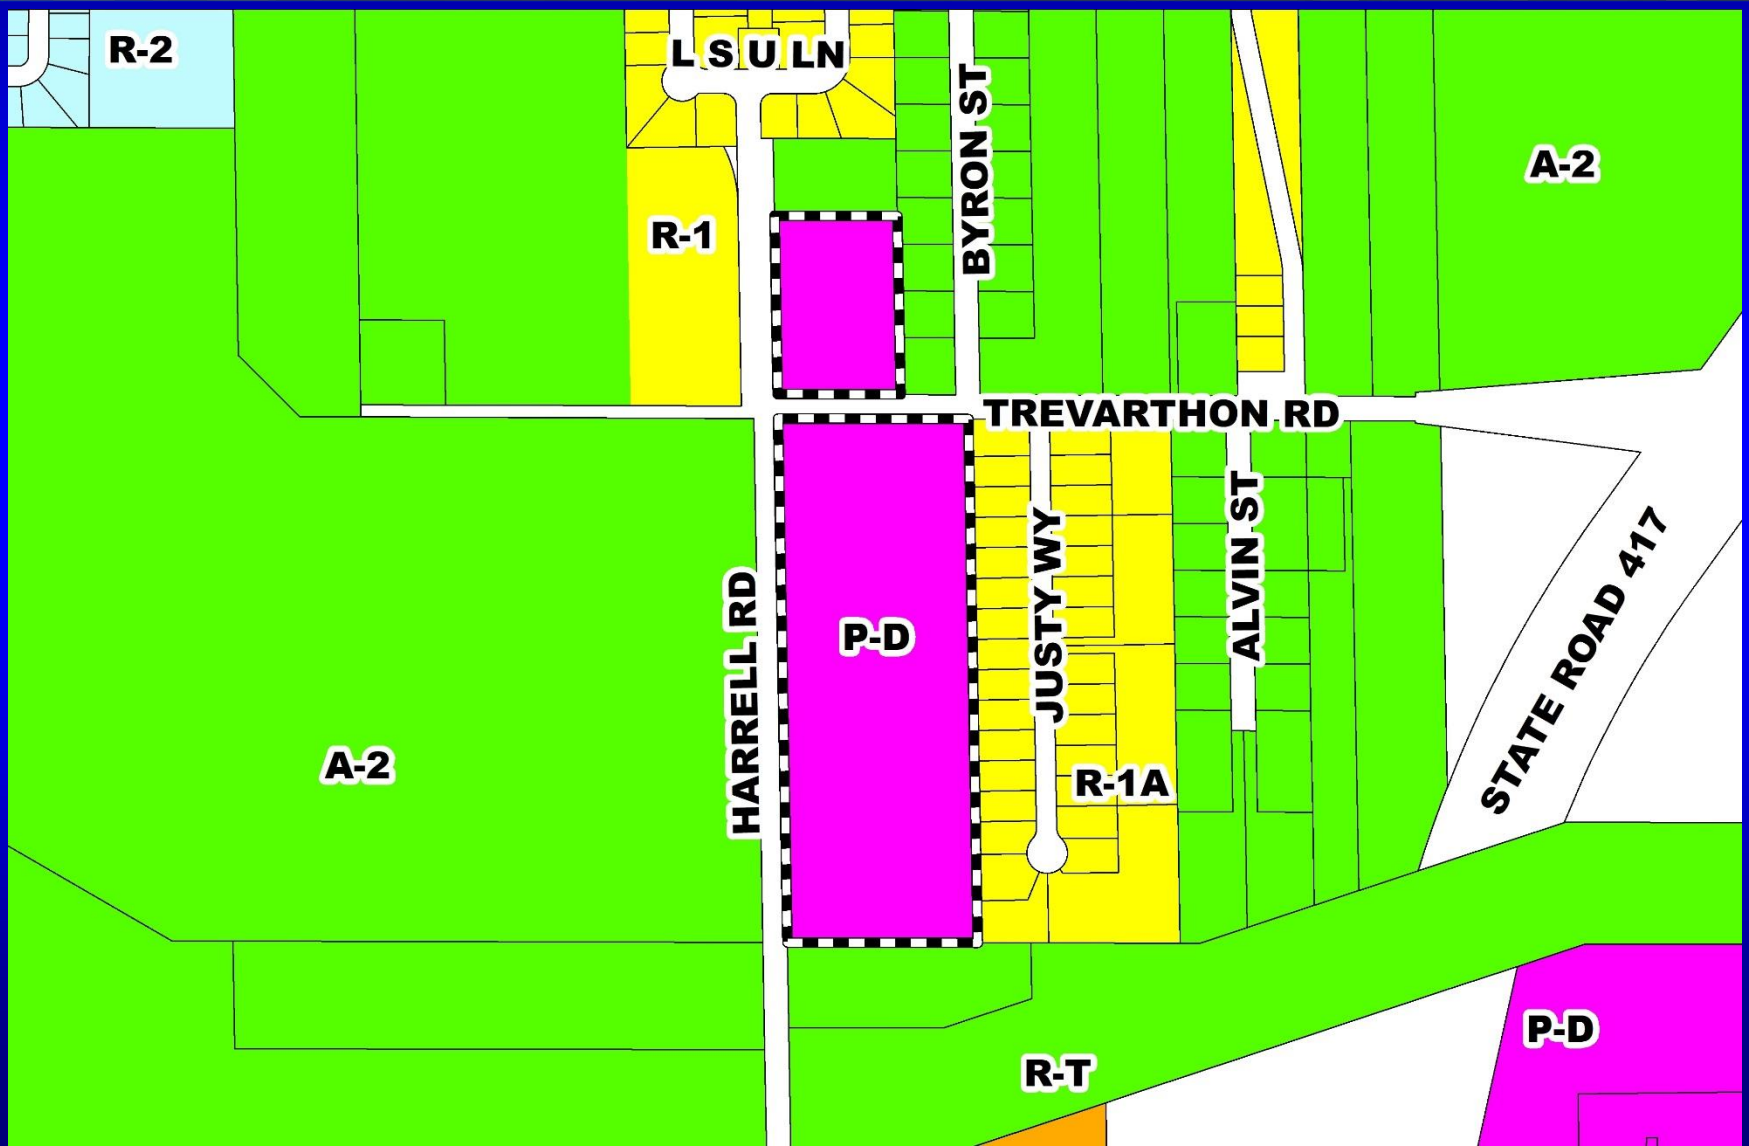 R-2
L S U LN
BYRON ST
A-2
R-1
TREVARTHON RD
ALVIN ST
JUSTY WY
STATE ROAD 417
HARRELL RD
P-D
A-2
R-1A
P-D
R-T